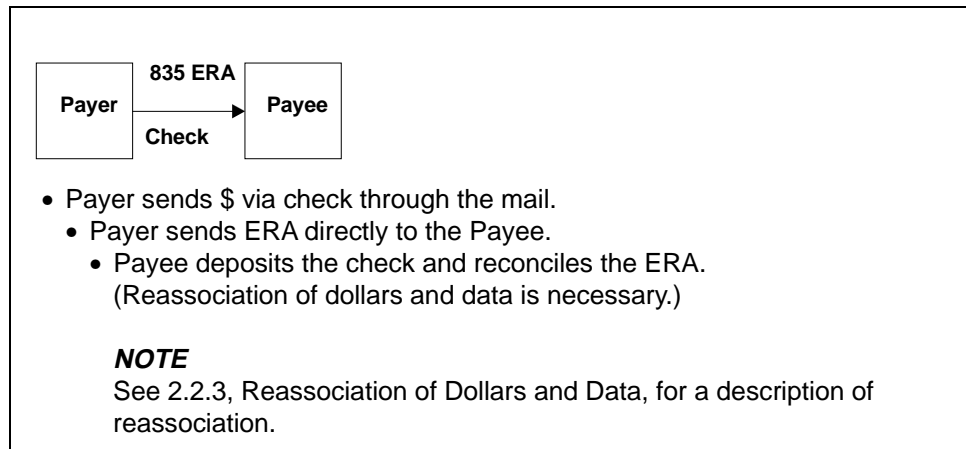 835 ERA
Payer
Payee
Check
• Payer sends $ via check through the mail.
• Payer sends ERA directly to the Payee.
• Payee deposits the check and reconciles the ERA.
(Reassociation of dollars and data is necessary.)
NOTE
See 2.2.3, Reassociation of Dollars and Data, for a description of
reassociation.